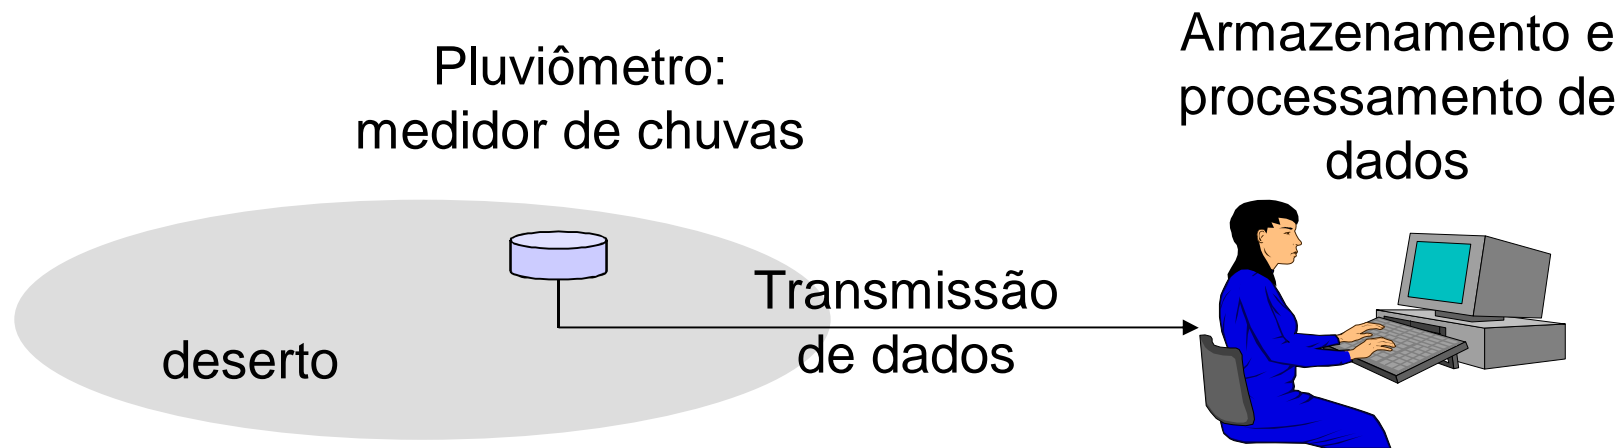 Pluviômetro:
medidor de chuvas
Armazenamento e
processamento de
dados
deserto
Transmissão
de dados